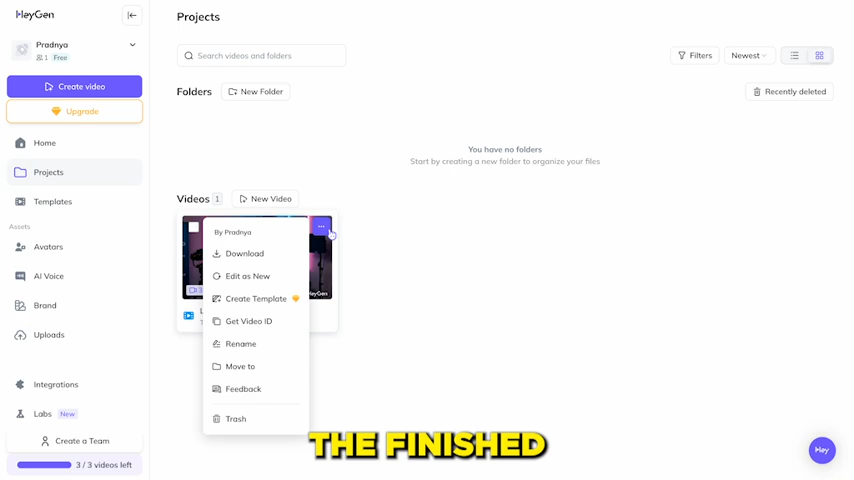 HeyGen
Projects
Pradnya
1 Free
Search videos and folders
Filters
Newest
Create video
Folders
New Folder
Recently deleted
Upgrade
Home
You have no folders
Start by creating a new folder to organize your files
Projects
Templates
Videos 1
New Video
Assets
By Pradnya
Avatars
Download
AI Voice
Edit as New
HeyGen
Create Template
Brand
Get Video ID
Uploads
Rename
Move to
Integrations
Feedback
Labs New
Trash
Create a Team
THE FINISHED
Hey
3 / 3 videos left